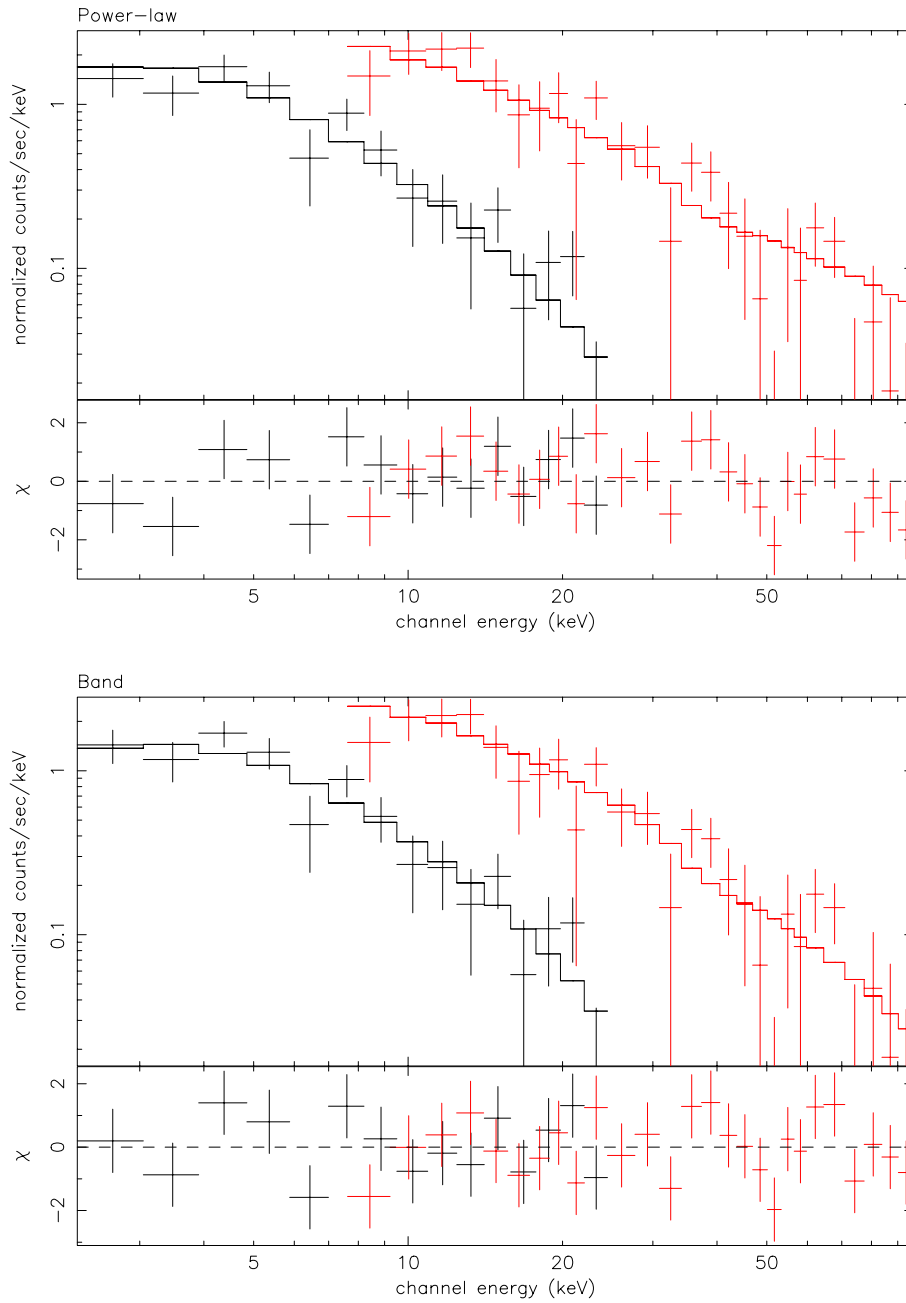 Power-law
normalized counts/sec/keV
1
0.1
χ
2
0
-2
5
10
20
50
channel energy (keV)
Band
normalized counts/sec/keV
1
0.1
χ
2
0
-2
5
10
20
50
channel energy (keV)